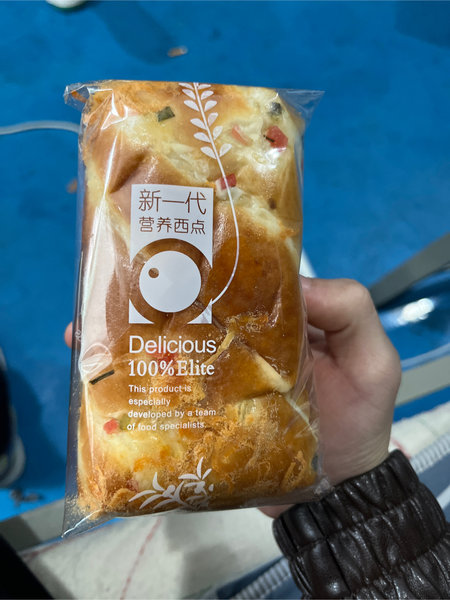 新一代
营养西点
Delicious
100%Elite
This product is
especially
developed by a team
of food specialists.